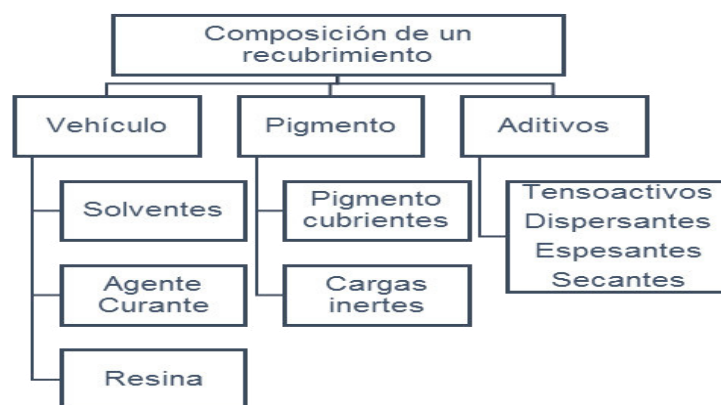 Composición de un
recubrimiento
Vehículo
Pigmento
Aditivos
Solventes
Agente
Curante
Resina
Pigmento
cubrientes
Cargas
inertes
Tensoactivos
Dispersantes
Espesantes
Secantes